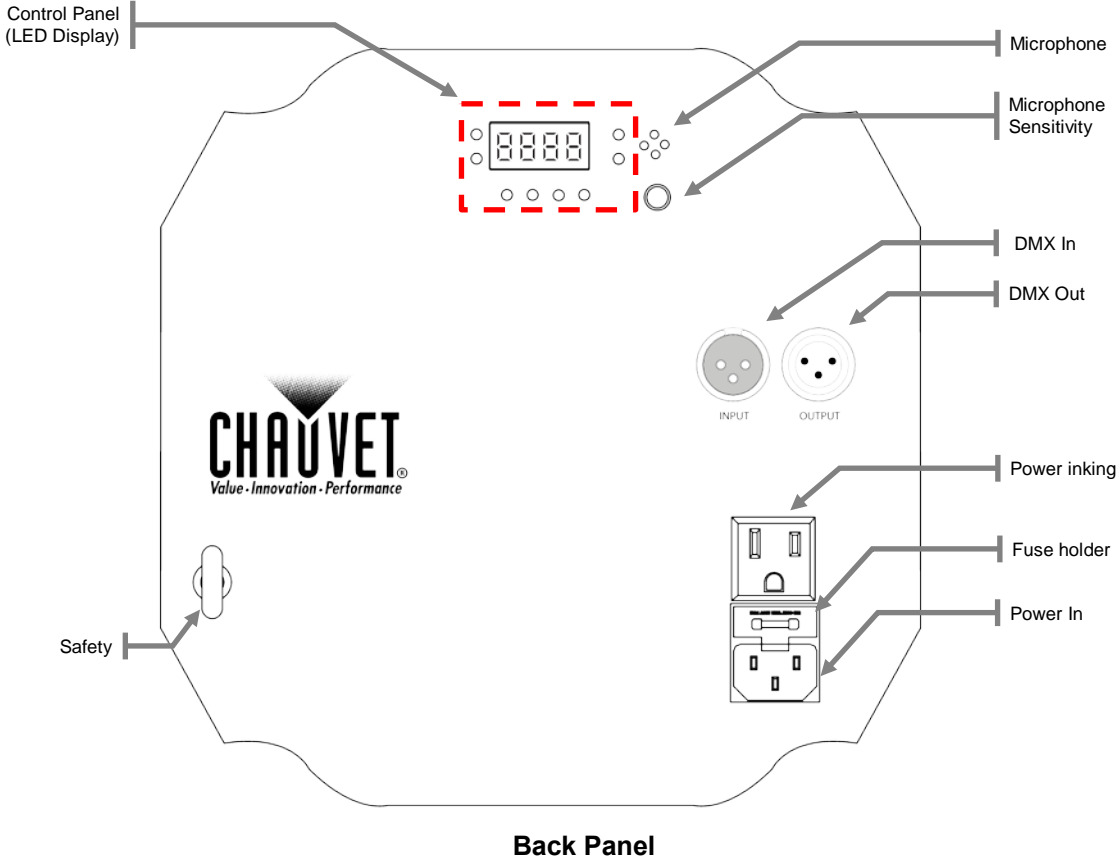 Control Panel
(LED Display)
Microphone
Microphone
Sensitivity
DMX In
DMX Out
INPUT
OUTPUT
CHAUVET®
Value · Innovation · Performance
Power inking
Fuse holder
Power In
Safety
Back Panel